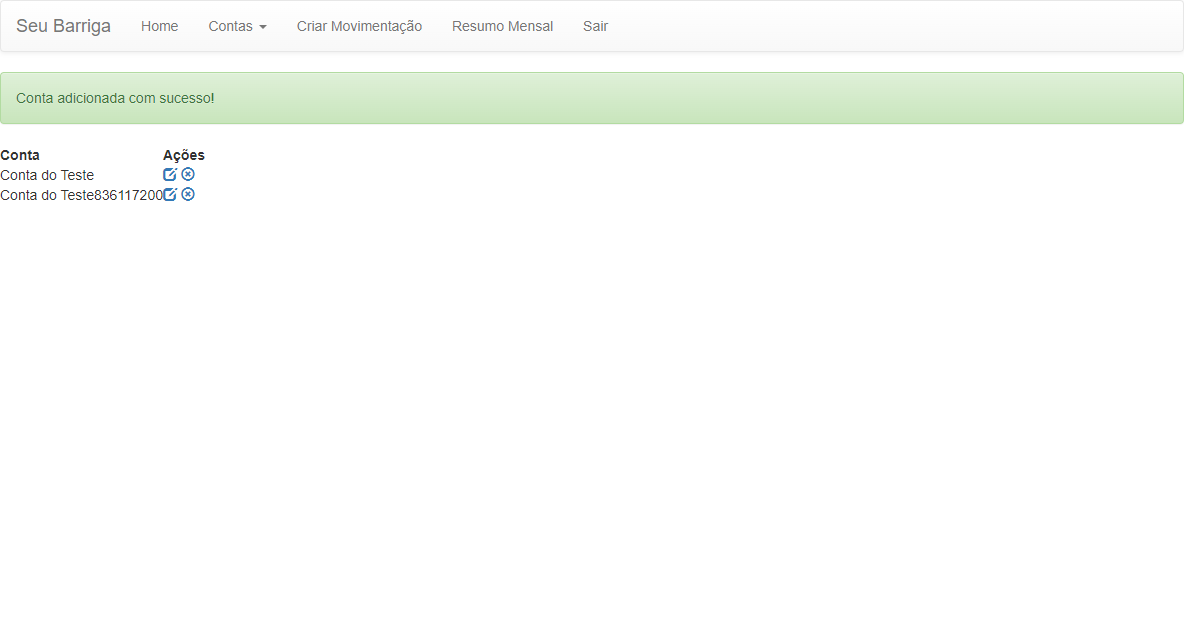 Seu Barriga Home Contas Criar Movimentação Resumo Mensal Sair
Conta adicionada com sucesso!
Conta Ações
Conta do Teste
Conta do Teste836117200